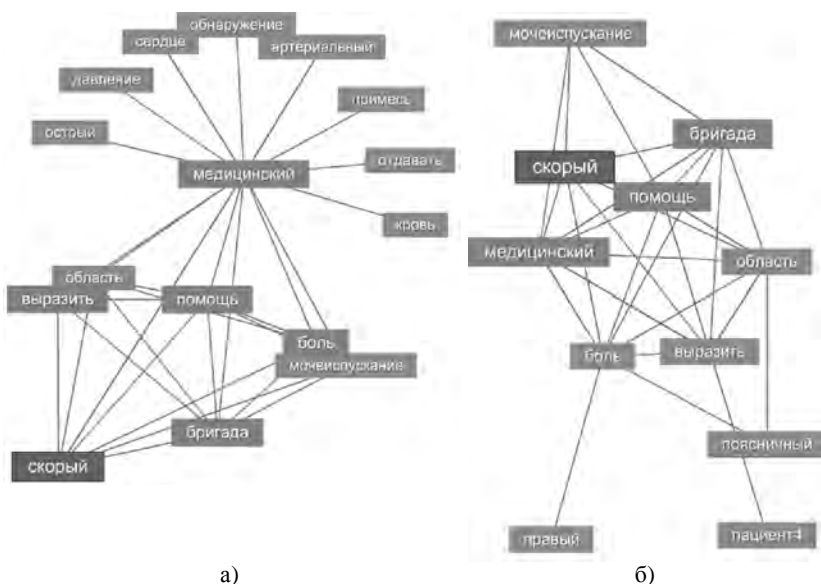 обнаружение
сердце
артериальный
давление
примесь
острый
отдавать
медицинский
кровь
область
выразить
помощь
боль
мочеиспускание
бригада
скорый
а)
мочеиспускание
бригада
скорый
помощь
медицинский
область
боль
выразить
поясничный
правый
пациент4
б)